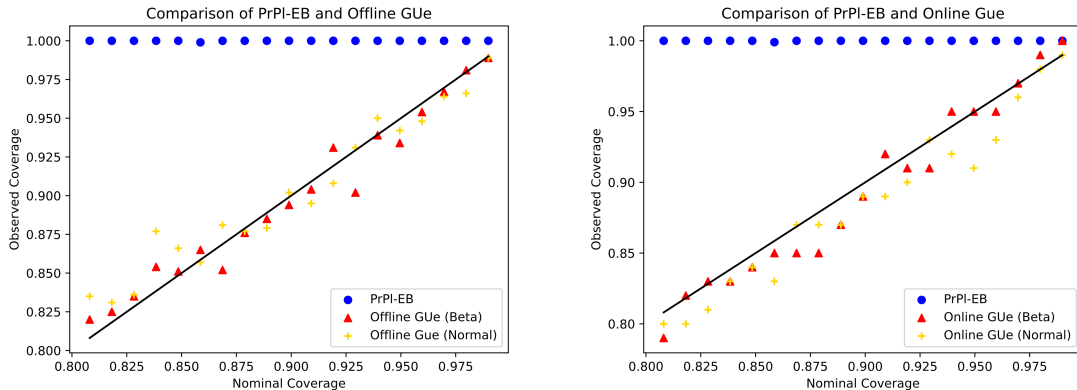 Comparison of PrPl-EB and Offline GUe
Observed Coverage
1.000
0.975
0.950
0.925
0.900
0.875
0.850
0.825
0.800
PrPl-EB
Offline GUe (Beta)
Offline Gue (Normal)
0.800 0.825 0.850 0.875 0.900 0.925 0.950 0.975
Nominal Coverage
Comparison of PrPl-EB and Online Gue
Observed Coverage
1.00
0.95
0.90
0.85
0.80
PrPl-EB
Online GUe (Beta)
Online GUe (Normal)
0.800 0.825 0.850 0.875 0.900 0.925 0.950 0.975
Nominal Coverage